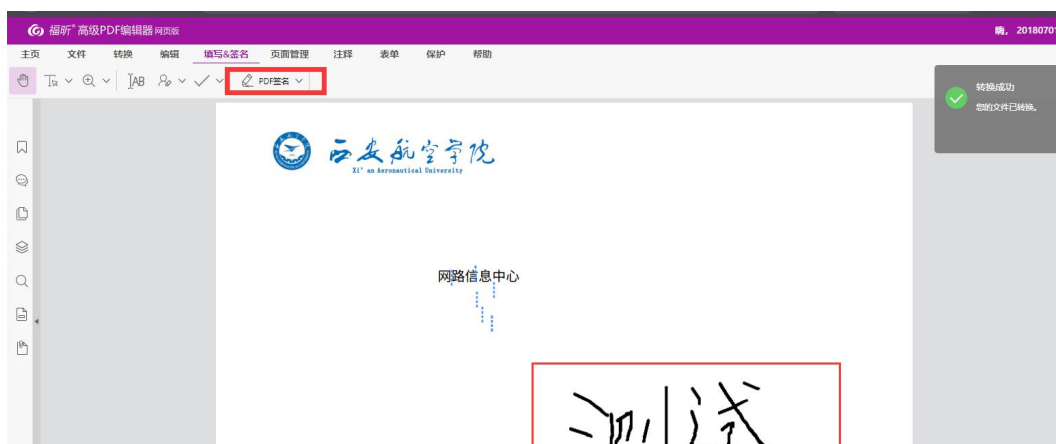 福昕 高级PDF编辑器 网页版
嗨，20180701
主页 文件 转换 编辑 填写&签名 页面管理 注释 表单 保护 帮助
AB PDF签名
转换成功
您的文件已转换。
西安航空学院
Xi' an Aeronautical University
网路信息中心
测